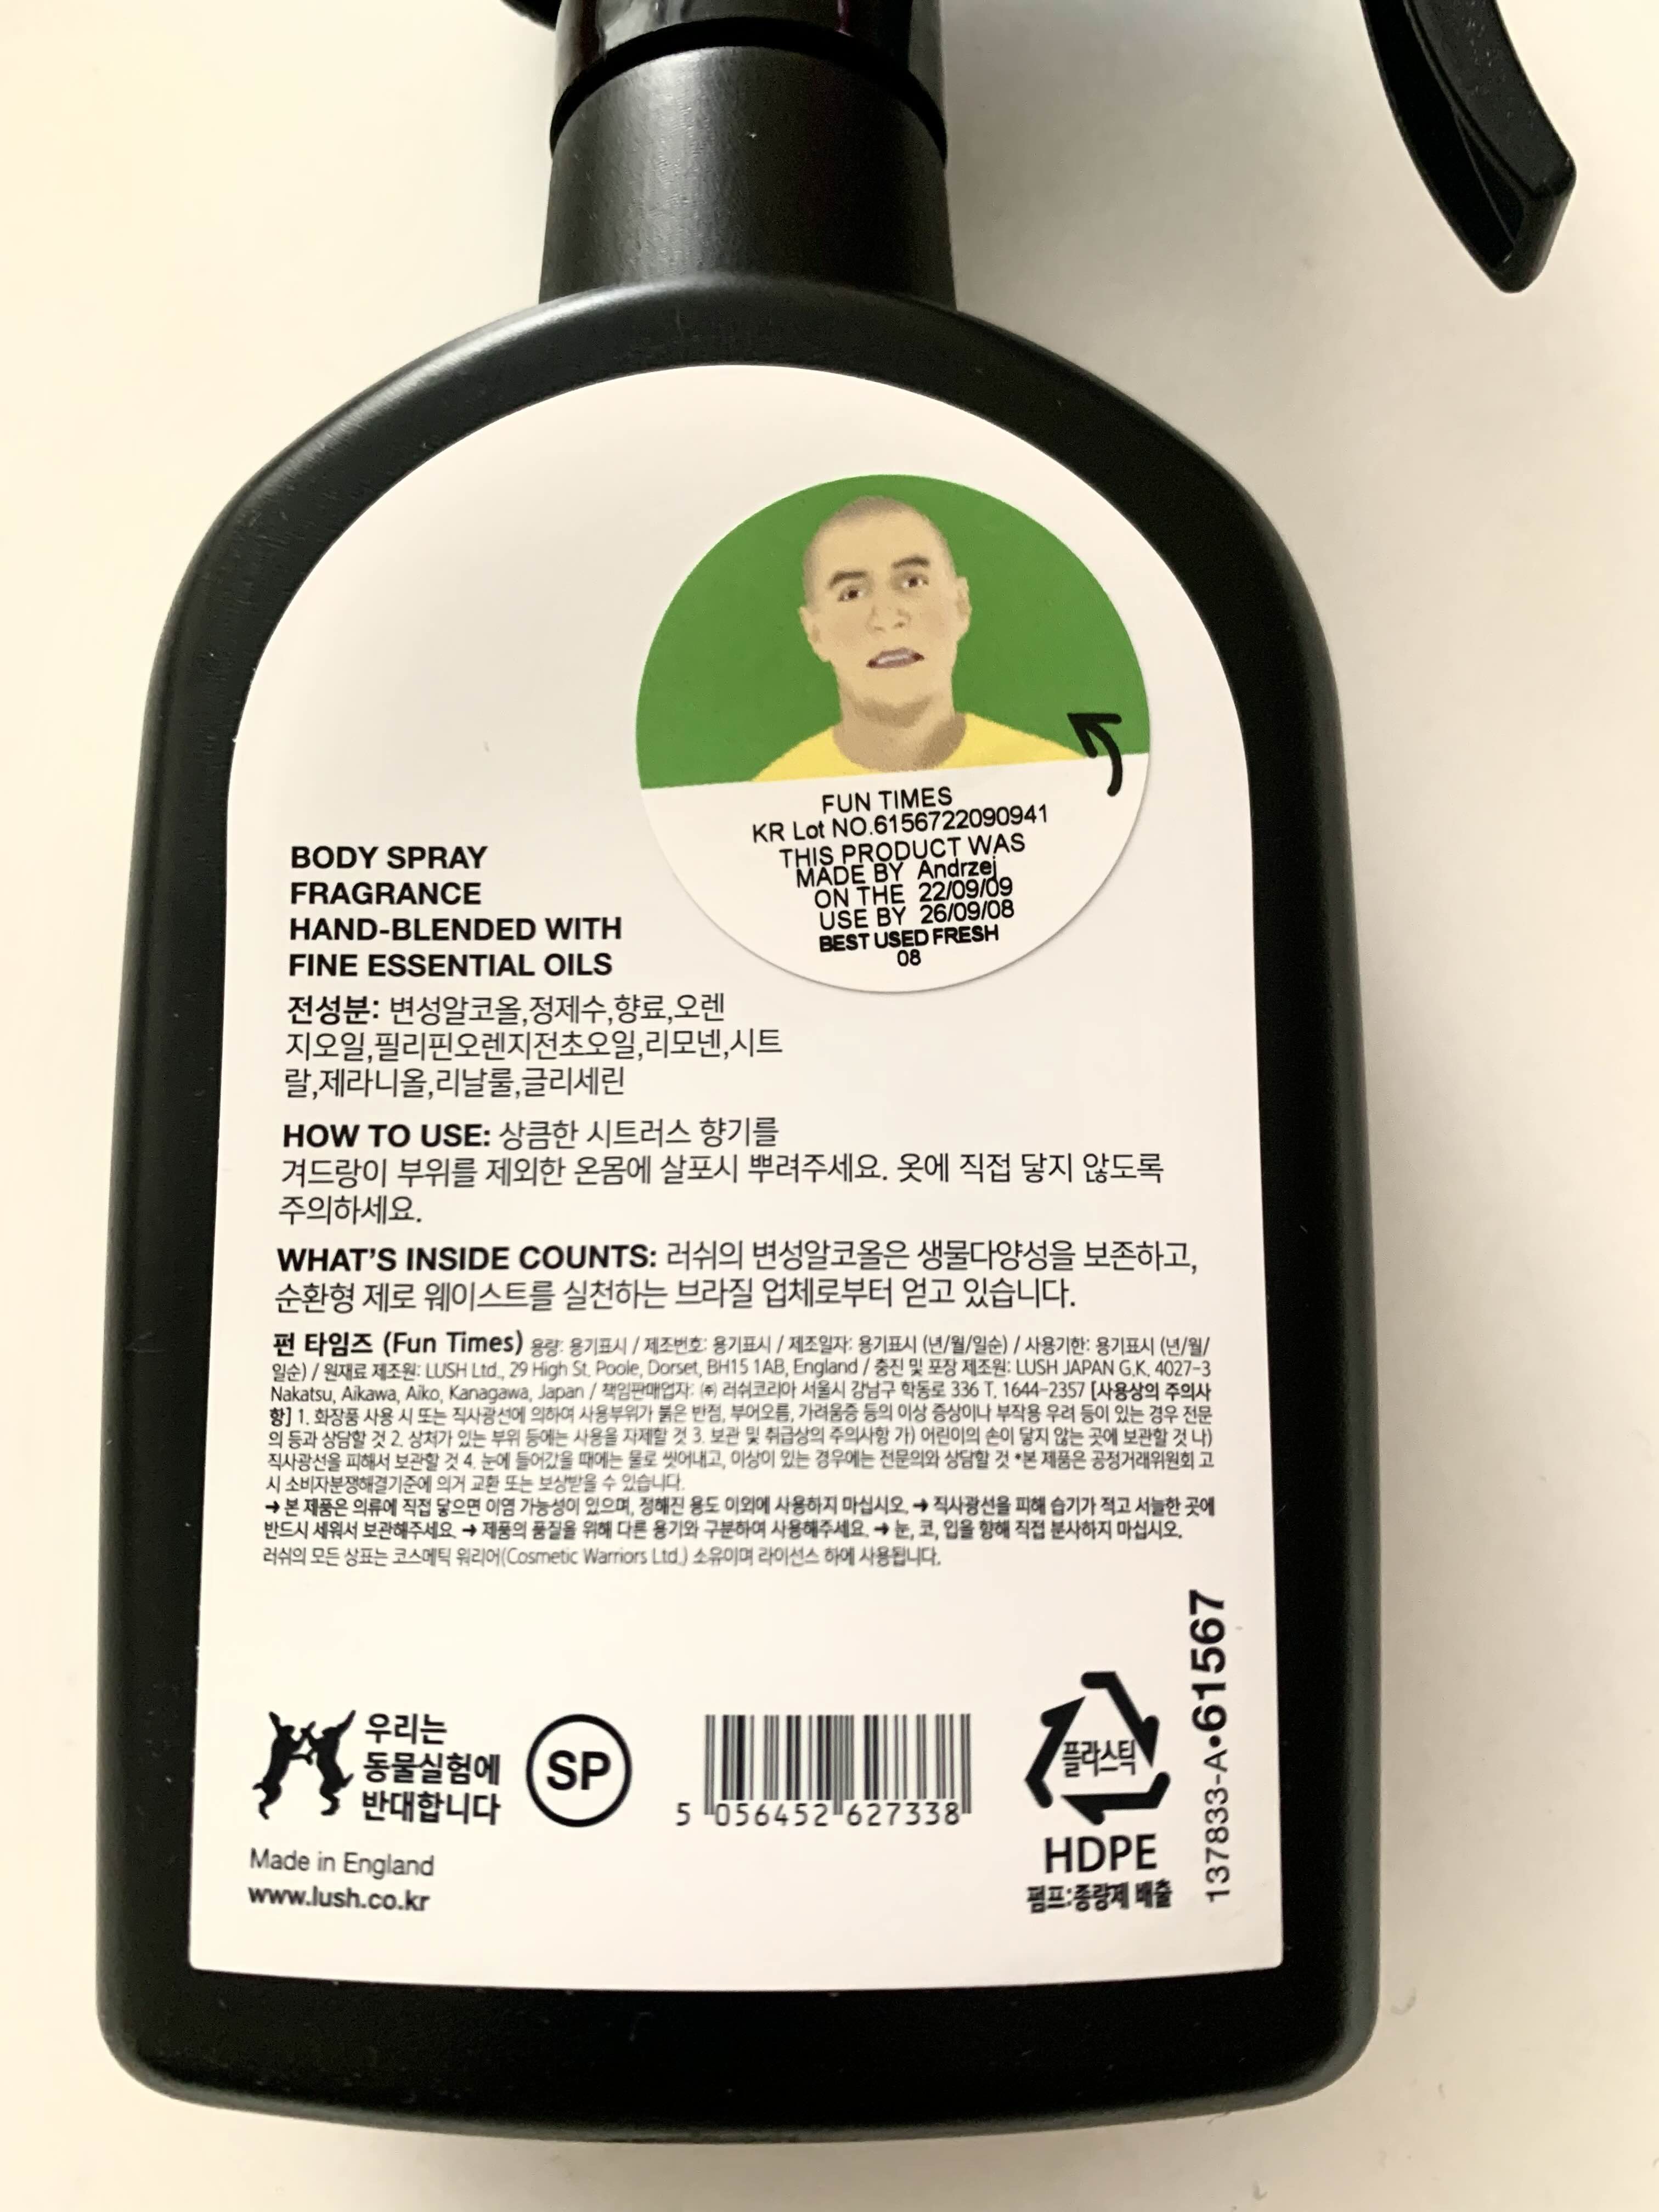 FUN TIMES
KR Lot NO.6156722090941
THIS PRODUCT WAS
MADE BY Andrzej
ON THE 22/09/09
USE BY 26/09/08
BEST USED FRESH
08
BODY SPRAY
FRAGRANCE
HAND-BLENDED WITH
FINE ESSENTIAL OILS
전성분: 변성알코올,정제수,향료,오렌
지오일,필리핀오렌지전초오일,리모넨,시트
랄,제라니올,리날룰,글리세린
HOW TO USE: 상큼한 시트러스 향기를
겨드랑이 부위를 제외한 온몸에 살포시 뿌려주세요. 옷에 직접 닿지 않도록
주의하세요.
WHAT'S INSIDE COUNTS: 러쉬의 변성알코올은 생물다양성을 보존하고,
순환형 제로 웨이스트를 실천하는 브라질 업체로부터 얻고 있습니다.
펀 타임즈 (Fun Times) 용량: 용기표시 / 제조번호: 용기표시 / 제조일자: 용기표시 (년/월/일순) / 사용기한: 용기표시 (년/월/
일순) / 원재료 제조원: LUSH Ltd., 29 High St, Poole, Dorset, BH15 1AB, England / 충진 및 포장 제조원: LUSH JAPAN G.K. 4027-3
Nakatsu, Aikawa, Aiko, Kanagawa, Japan / 책임판매업자: ㈜ 러쉬코리아 서울시 강남구 학동로 336 T. 1644-2357 [사용상의 주의사
항] 1. 화장품 사용 시 또는 직사광선에 의하여 사용부위가 붉은 반점, 부어오름, 가려움증 등의 이상 증상이나 부작용 우려 등이 있는 경우 전문
의 등과 상담할 것 2. 상처가 있는 부위 등에는 사용을 자제할 것 3. 보관 및 취급상의 주의사항 가) 어린이의 손이 닿지 않는 곳에 보관할 것 나)
직사광선을 피해서 보관할 것 4. 눈에 들어갔을 때에는 물로 씻어내고, 이상이 있는 경우에는 전문의와 상담할 것 *본 제품은 공정거래위원회 고
시 소비자분쟁해결기준에 의거 교환 또는 보상받을 수 있습니다.
→ 본 제품은 의류에 직접 닿으면 이염 가능성이 있으며, 정해진 용도 이외에 사용하지 마십시오. → 직사광선을 피해 습기가 적고 서늘한 곳에
반드시 세워서 보관해주세요. → 제품의 품질을 위해 다른 용기와 구분하여 사용해주세요. → 눈, 코, 입을 향해 직접 분사하지 마십시오.
러쉬의 모든 상표는 코스메틱 워리어(Cosmetic Warriors Ltd.) 소유이며 라이선스 하에 사용됩니다.
우리는
동물실험에
반대합니다
SP
5 056452 627338
플라스틱
HDPE
펌프:종량제 배출
137833-A•61567
Made in England
www.lush.co.kr